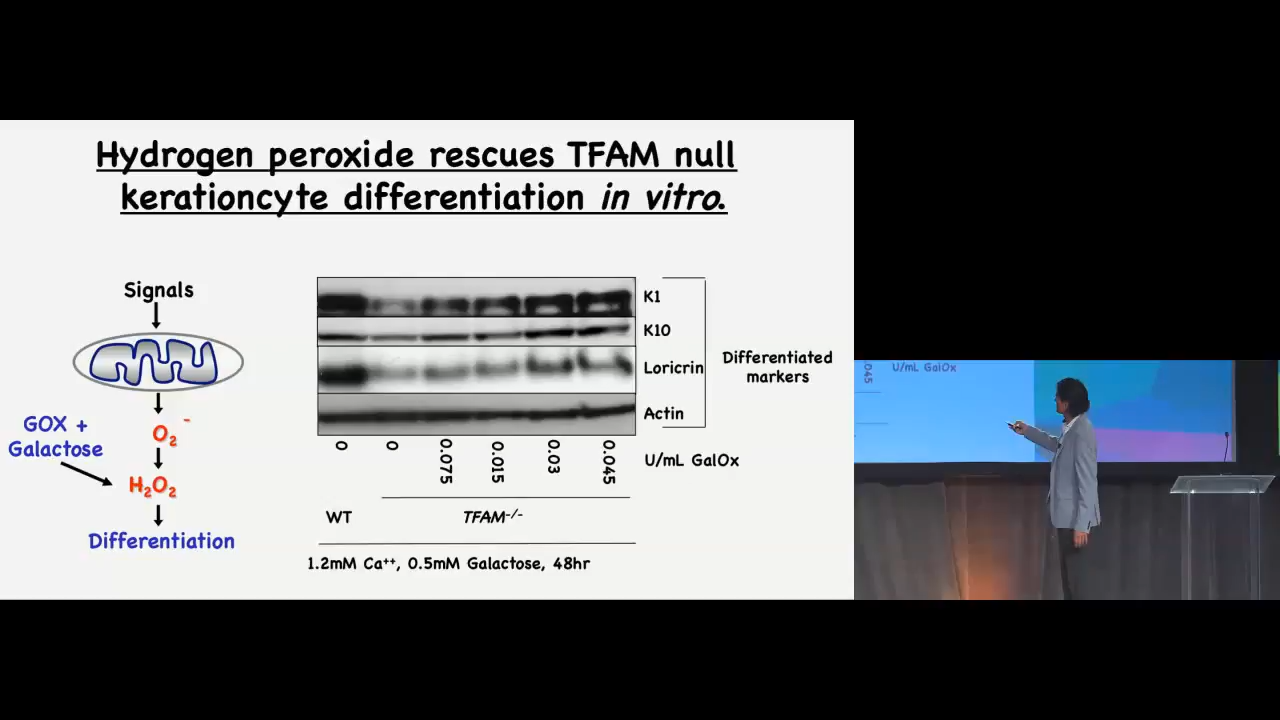 Hydrogen peroxide rescues TFAM null
kerationcyte differentiation in vitro.
Signals
GOX +
Galactose
O2 -
H2O2
Differentiation
K1
K10
Loricrin
Actin
Differentiated
markers
0 0 0.075 0.015 0.03 0.045
U/mL GalOx
WT TFAM-/-
1.2mM Ca++, 0.5mM Galactose, 48hr
045 U/mL GalOx